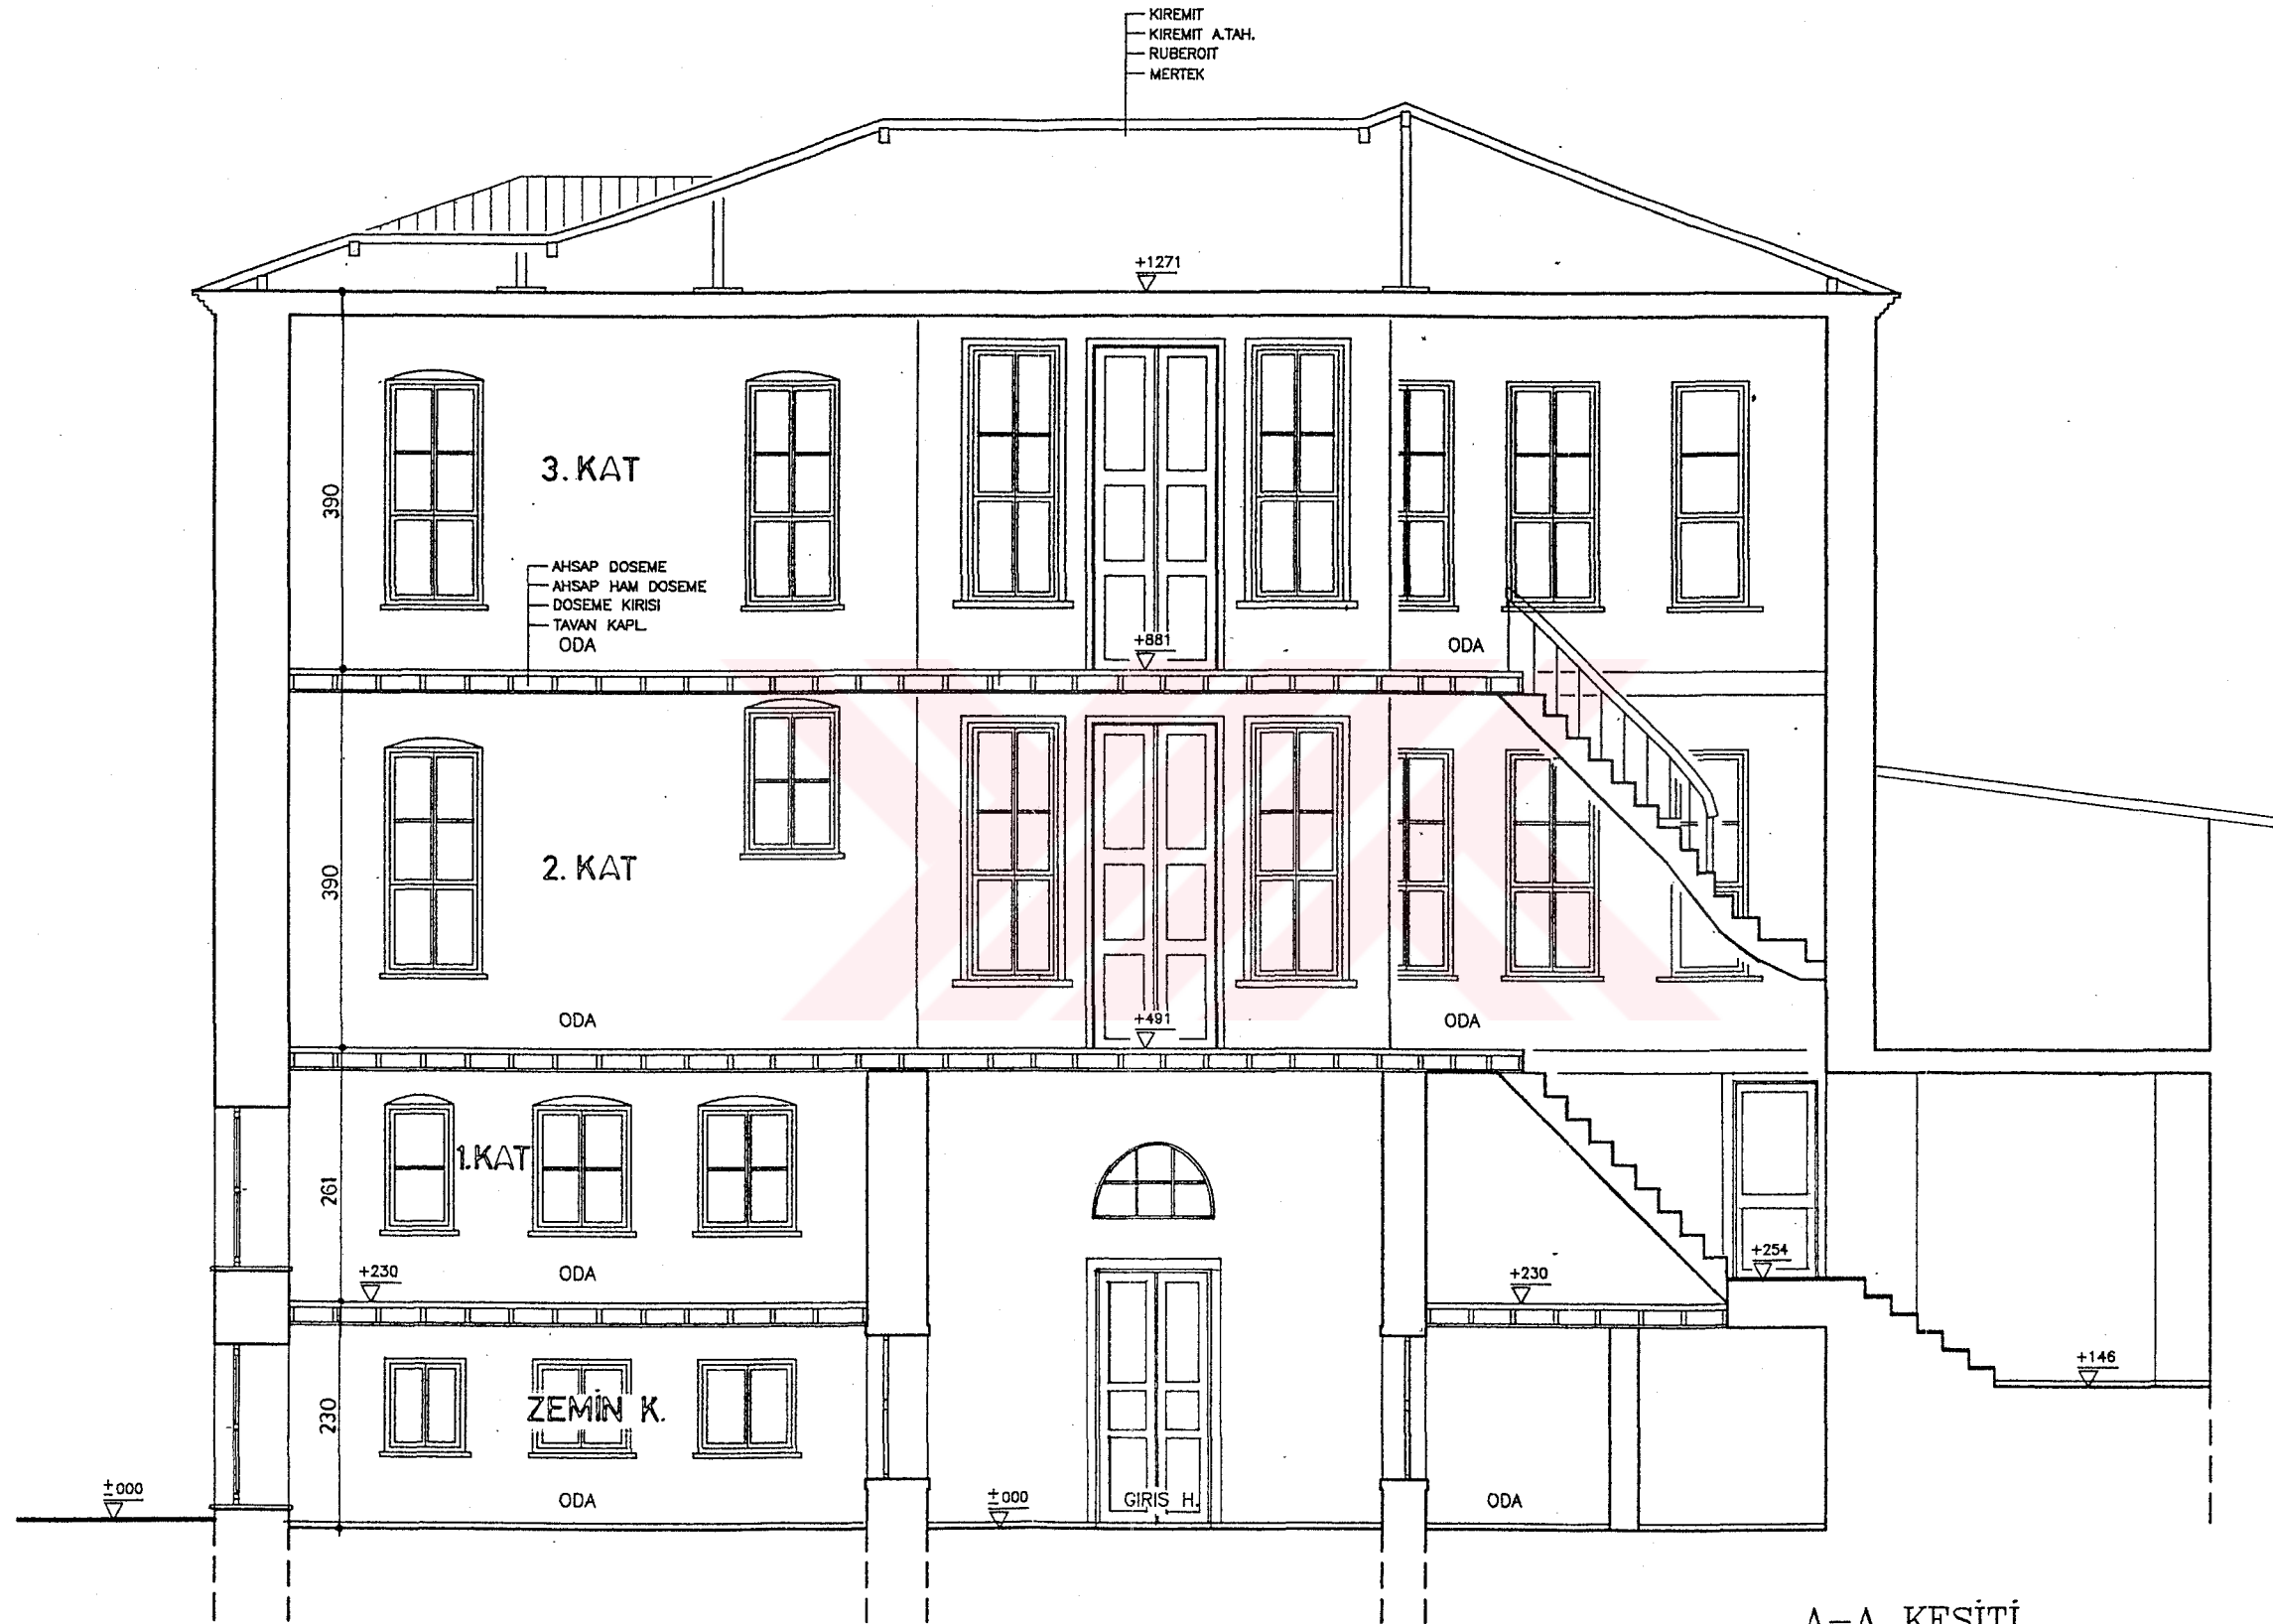 KIREMIT
KIREMIT A.TAH.
RUBEROIT
MERTEK
+1271
3. KAT
390
AHSAP DOSEME
AHSAP HAM DOSEME
DOSEME KIRISI
TAVAN KAPL.
ODA
+881
ODA
2. KAT
390
ODA
+491
ODA
1.KAT
261
+230
ODA
+230
+254
+146
ZEMİN K.
230
±000
ODA
±000
GIRIS H.
ODA
A-A KESİTİ